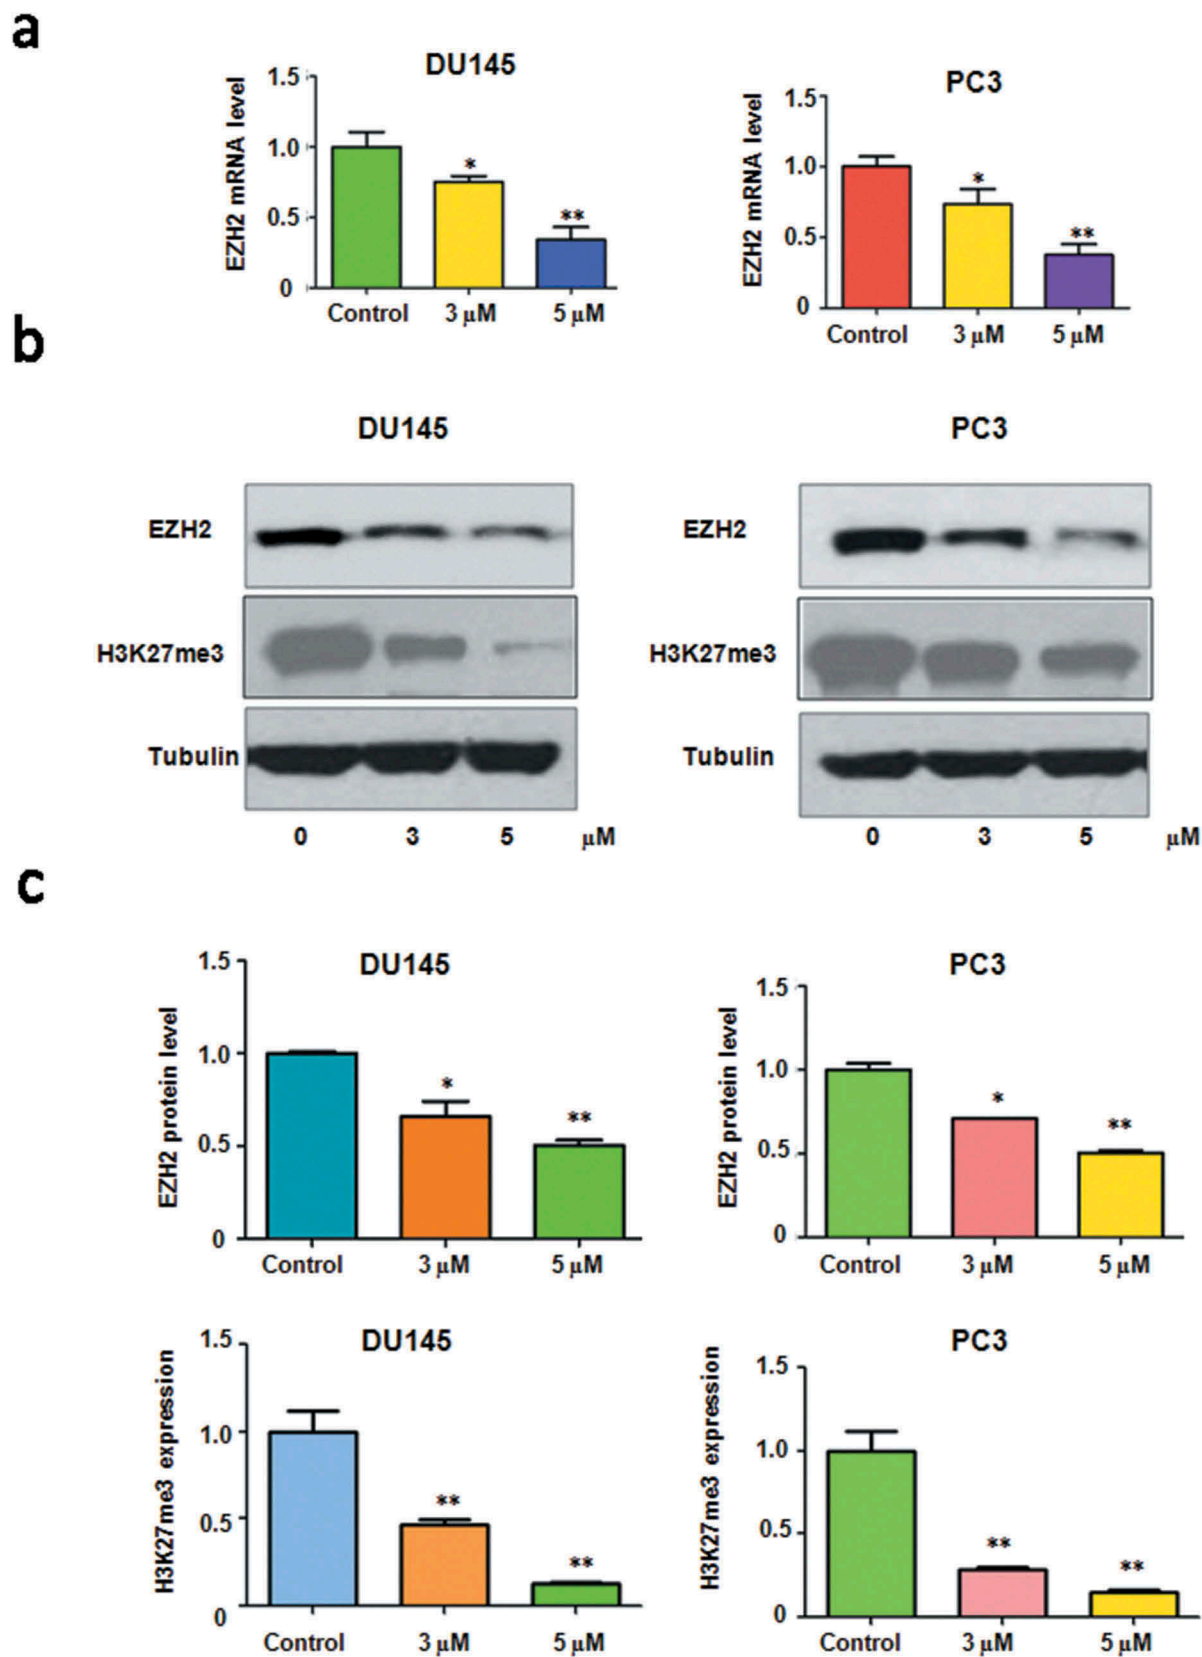 a
DU145
EZH2 mRNA level
1.5
1.0
0.5
0
*
**
Control 3 µM 5 µM
PC3
EZH2 mRNA level
1.5
1.0
0.5
0
*
**
Control 3 µM 5 µM
b
DU145
EZH2
H3K27me3
Tubulin
0 3 5 µM
PC3
EZH2
H3K27me3
Tubulin
0 3 5 µM
c
DU145
EZH2 protein level
1.5
1.0
0.5
0
*
**
Control 3 µM 5 µM
PC3
EZH2 protein level
1.5
1.0
0.5
0
*
**
Control 3 µM 5 µM
DU145
H3K27me3 expression
1.5
1.0
0.5
0
**
**
Control 3 µM 5 µM
PC3
H3K27me3 expression
1.5
1.0
0.5
0
**
**
Control 3 µM 5 µM